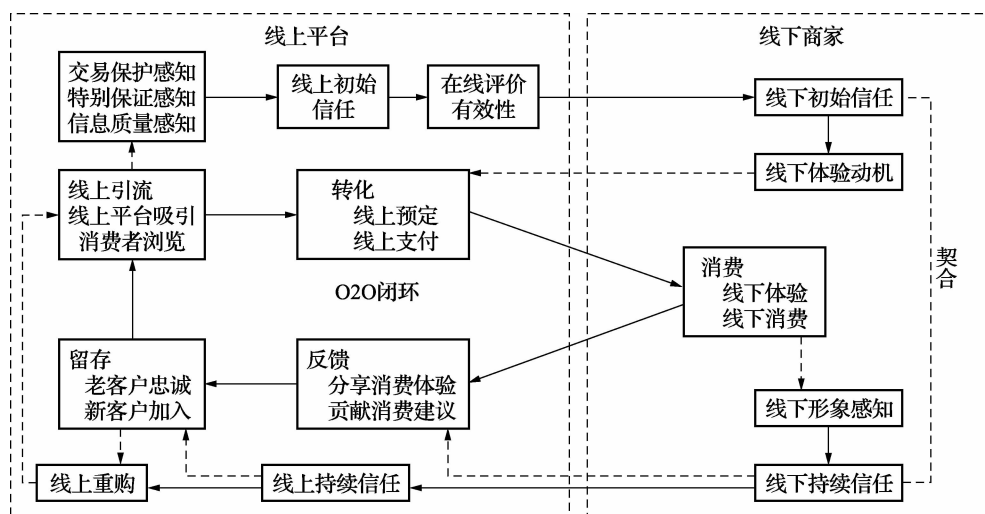 线上平台
线下商家
交易保护感知
特别保证感知
信息质量感知
线上初始
信任
在线评价
有效性
线下初始信任
线下体验动机
线上引流
线上平台吸引
消费者浏览
转化
线上预定
线上支付
契合
消费
线下体验
线下消费
O2O闭环
留存
老客户忠诚
新客户加入
反馈
分享消费体验
贡献消费建议
线下形象感知
线上重购
线上持续信任
线下持续信任